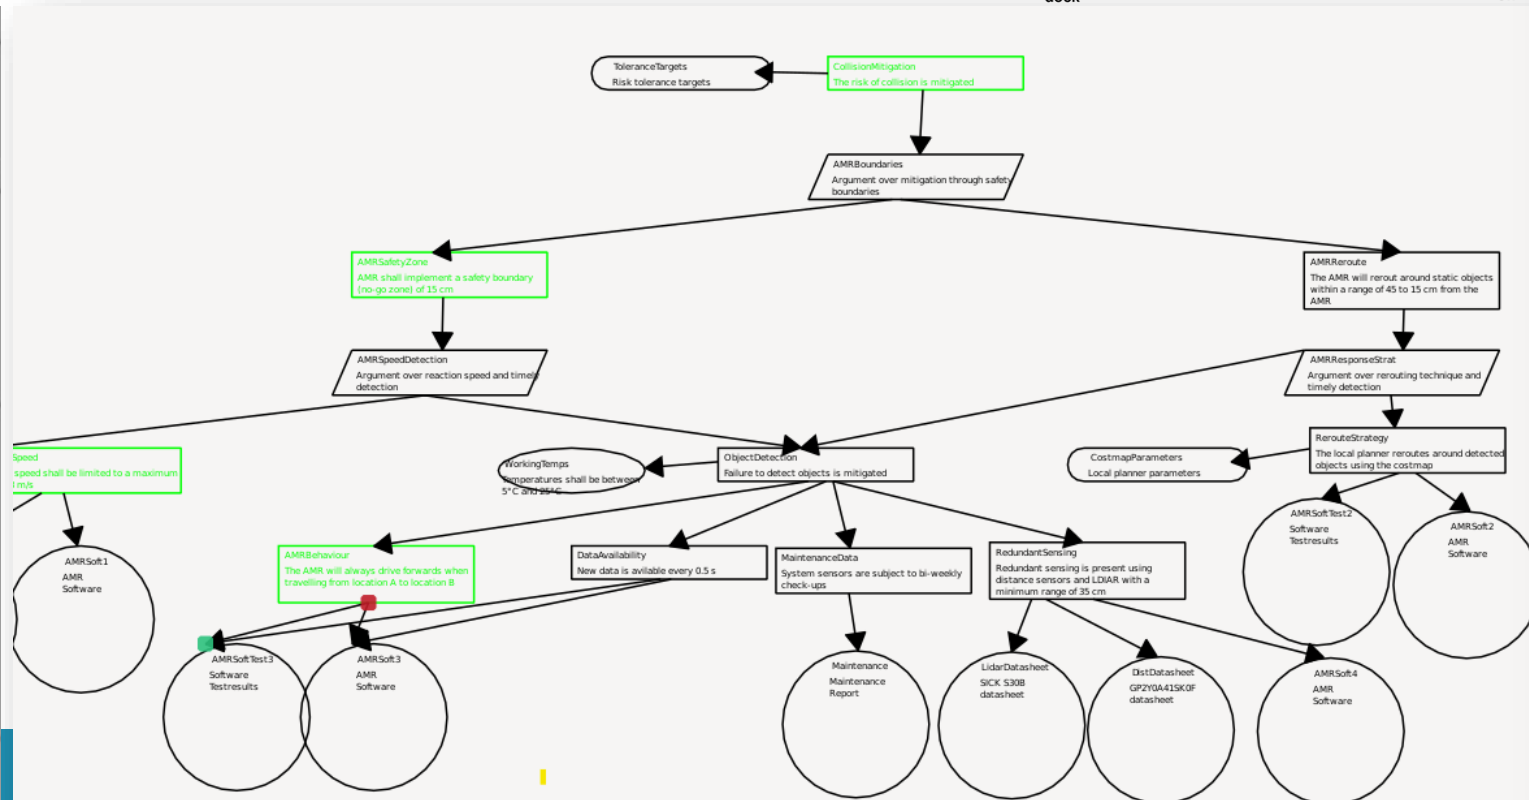 dock
ToleranceTargets
Risk tolerance targets
CollisionMitigation
The risk of collision is mitigated
AMRBoundaries
Argument over mitigation through safety
boundaries
AMRSafetyZone
AMR shall implement a safety boundary
(no-go zone) of 15 cm
AMRReroute
The AMR will rerout around static objects
within a range of 45 to 15 cm from the
AMR
AMRSpeedDetection
Argument over reaction speed and timely
detection
AMRResponseStrat
Argument over rerouting technique and
timely detection
Speed
speed shall be limited to a maximum
m/s
WorkingTemps
Temperatures shall be between
5°C and 25°C
ObjectDetection
Failure to detect objects is mitigated
CostmapParameters
Local planner parameters
RerouteStrategy
The local planner reroutes around detected
objects using the costmap
AMRSoft1
AMR
Software
AMRBehaviour
The AMR will always drive forwards when
travelling from location A to location B
DataAvailability
New data is avilable every 0.5 s
MaintenanceData
System sensors are subject to bi-weekly
check-ups
RedundantSensing
Redundant sensing is present using
distance sensors and LDIAR with a
minimum range of 35 cm
AMRSoftTest2
Software
Testresults
AMRSoft2
AMR
Software
AMRSoftTest3
Software
Testresults
AMRSoft3
AMR
Software
Maintenance
Maintenance
Report
LidarDatasheet
SICK S30B
datasheet
DistDatasheet
GP2Y0A41SK0F
datasheet
AMRSoft4
AMR
Software